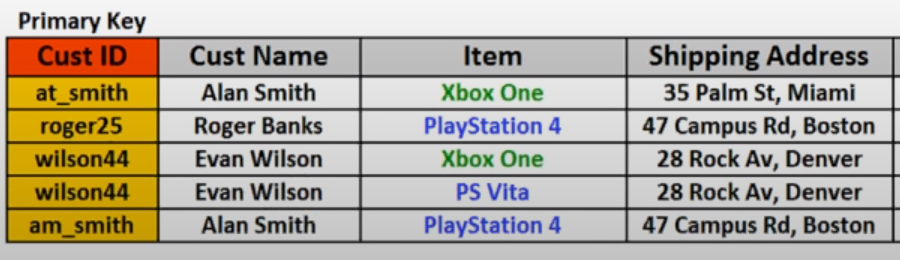 Primary Key
Cust ID Cust Name Item Shipping Address
at_smith Alan Smith Xbox One 35 Palm St, Miami
roger25 Roger Banks PlayStation 4 47 Campus Rd, Boston
wilson44 Evan Wilson Xbox One 28 Rock Av, Denver
wilson44 Evan Wilson PS Vita 28 Rock Av, Denver
am_smith Alan Smith PlayStation 4 47 Campus Rd, Boston